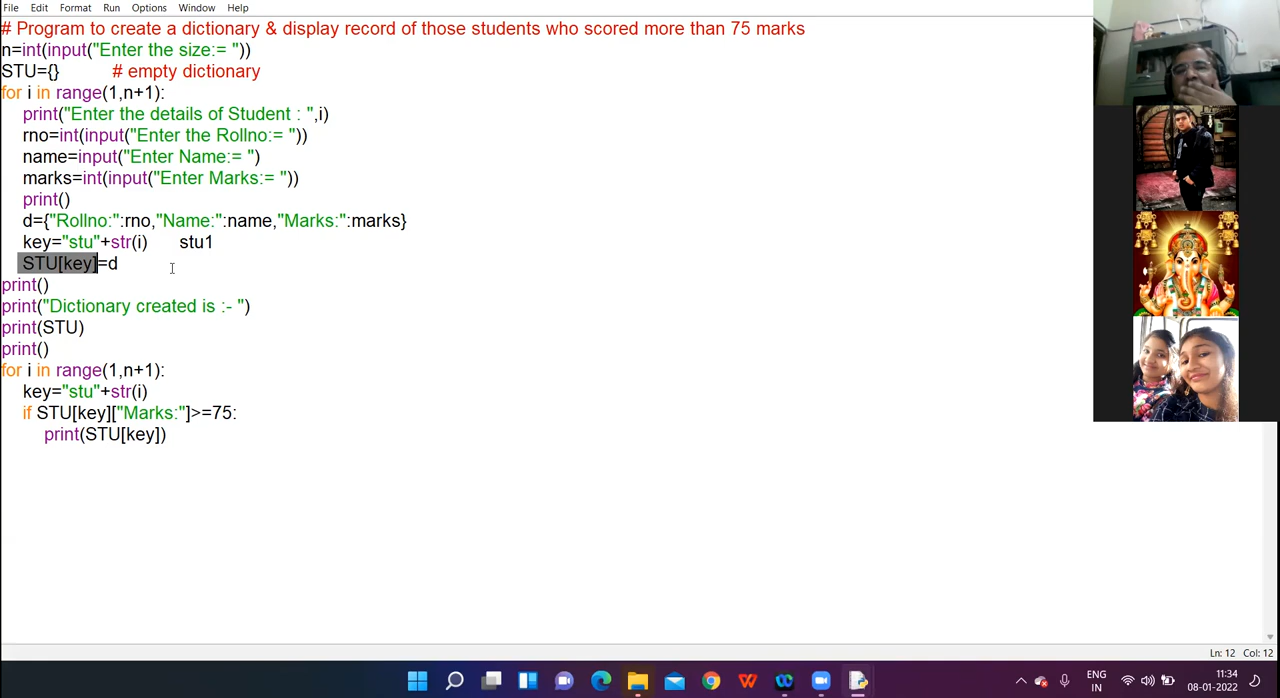 File Edit Format Run Options Window Help
# Program to create a dictionary & display record of those students who scored more than 75 marks
n=int(input("Enter the size:= "))
STU={} # empty dictionary
for i in range(1,n+1):
print("Enter the details of Student : ",i)
rno=int(input("Enter the Rollno:= "))
name=input("Enter Name:= ")
marks=int(input("Enter Marks:= "))
print()
d={"Rollno:":rno,"Name:":name,"Marks:":marks}
key="stu"+str(i) stu1
STU[key]=d
print()
print("Dictionary created is :- ")
print(STU)
print()
for i in range(1,n+1):
key="stu"+str(i)
if STU[key]["Marks:"]>=75:
print(STU[key])
Ln: 12 Col: 12
ENG
IN
11:34
08-01-2022